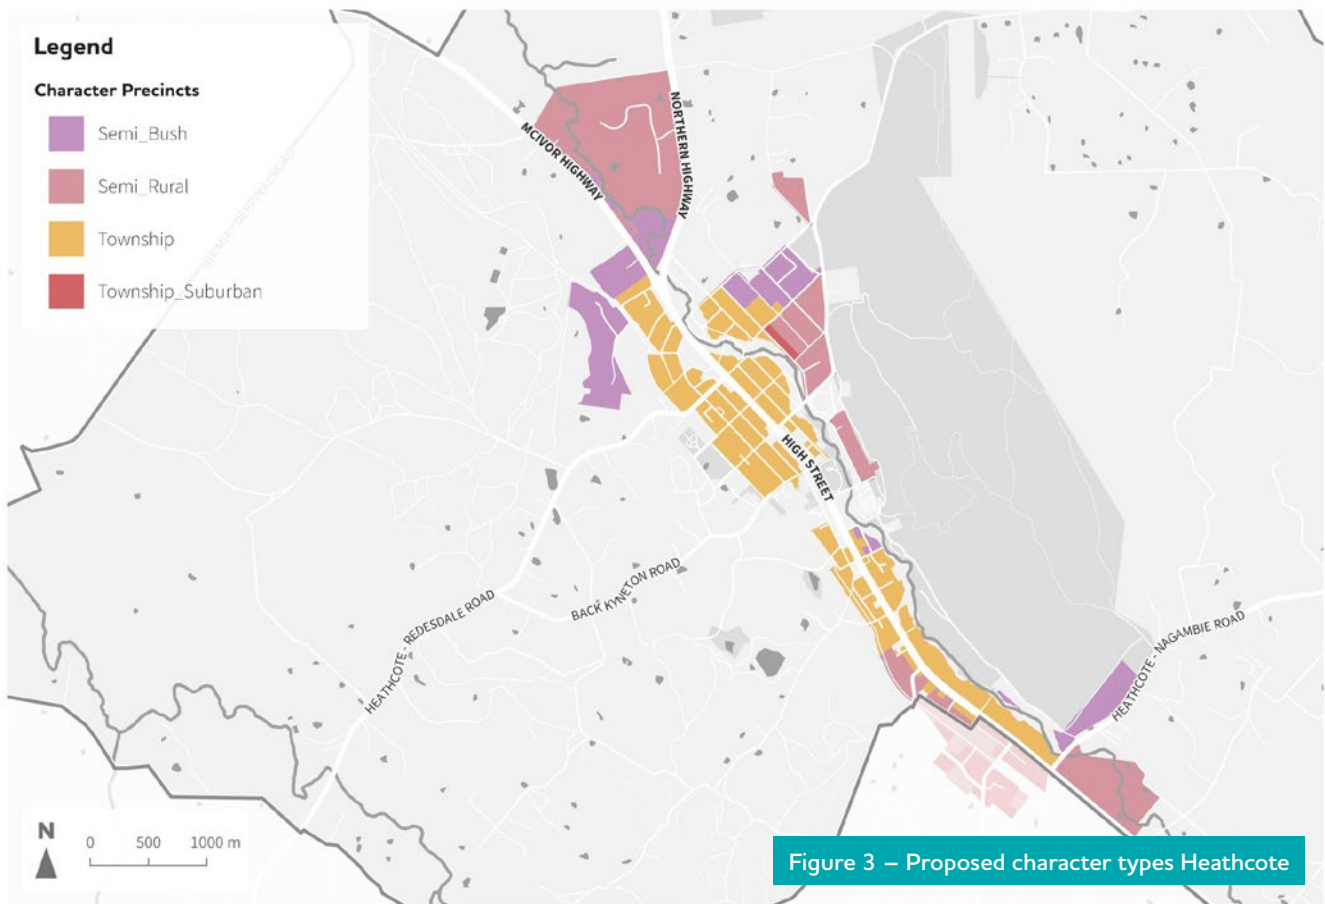 Legend
Character Precincts
Semi_Bush
Semi_Rural
Township
Township_Suburban
MCIVOR HIGHWAY
NORTHERN HIGHWAY
HIGH STREET
BACK KYNETON ROAD
HEATHCOTE - REDESDALE ROAD
HEATHCOTE - NAGAMBIE ROAD
N
0 500 1000 m
Figure 3 – Proposed character types Heathcote